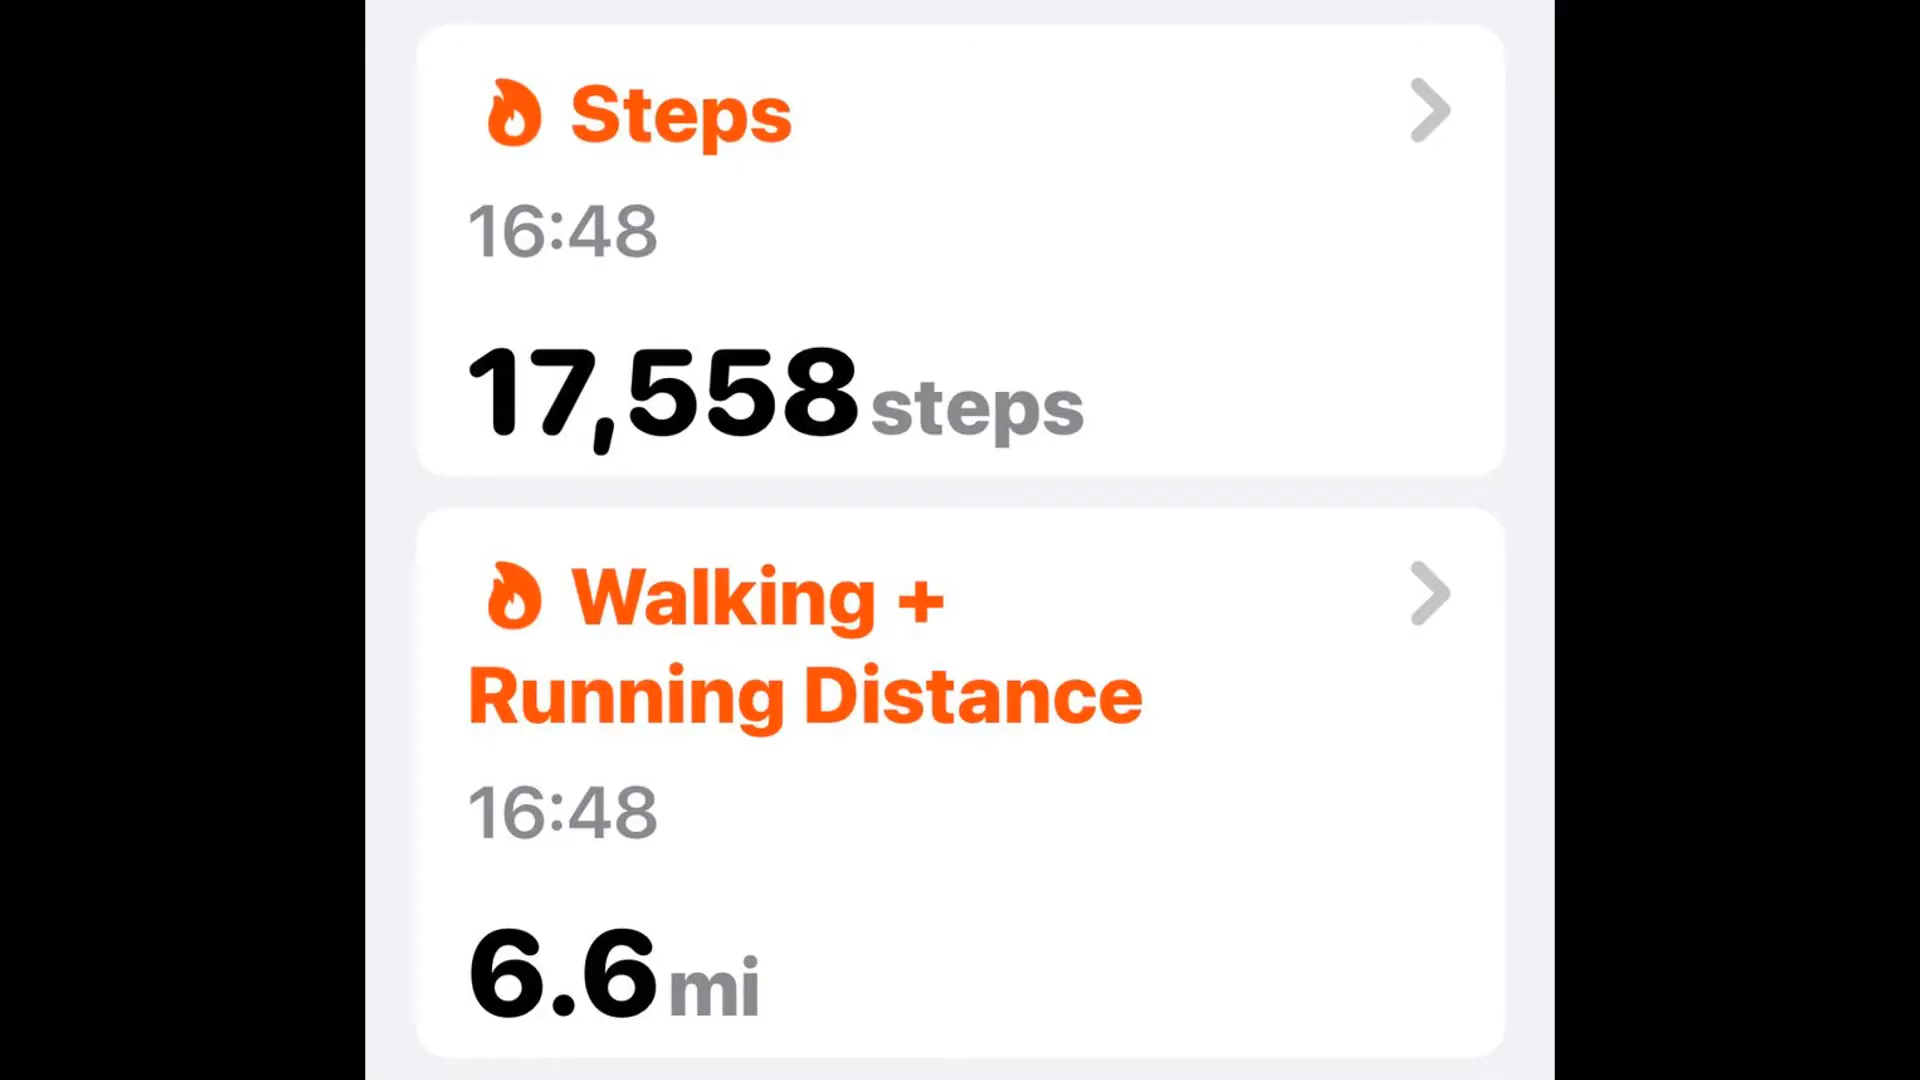 Steps
16:48
17,558 steps
Walking +
Running Distance
16:48
6.6 mi